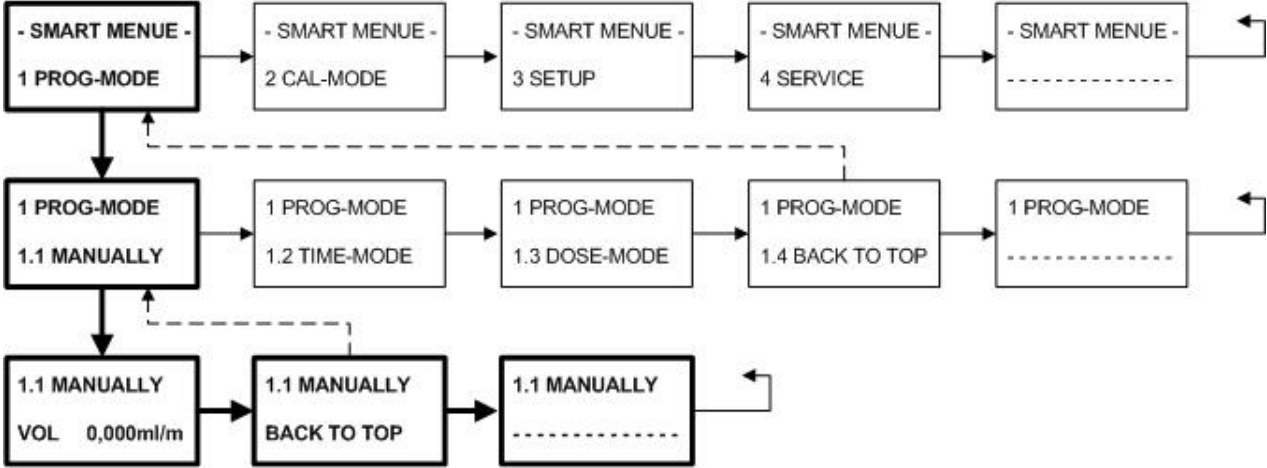 - SMART MENUE -
1 PROG-MODE
- SMART MENUE -
2 CAL-MODE
- SMART MENUE -
3 SETUP
- SMART MENUE -
4 SERVICE
- SMART MENUE -
- - - - - - - - - - - - - -
1 PROG-MODE
1.1 MANUALLY
1 PROG-MODE
1.2 TIME-MODE
1 PROG-MODE
1.3 DOSE-MODE
1 PROG-MODE
1.4 BACK TO TOP
1 PROG-MODE
- - - - - - - - - - - - - -
1.1 MANUALLY
VOL 0,000ml/m
1.1 MANUALLY
BACK TO TOP
1.1 MANUALLY
- - - - - - - - - - - - - -